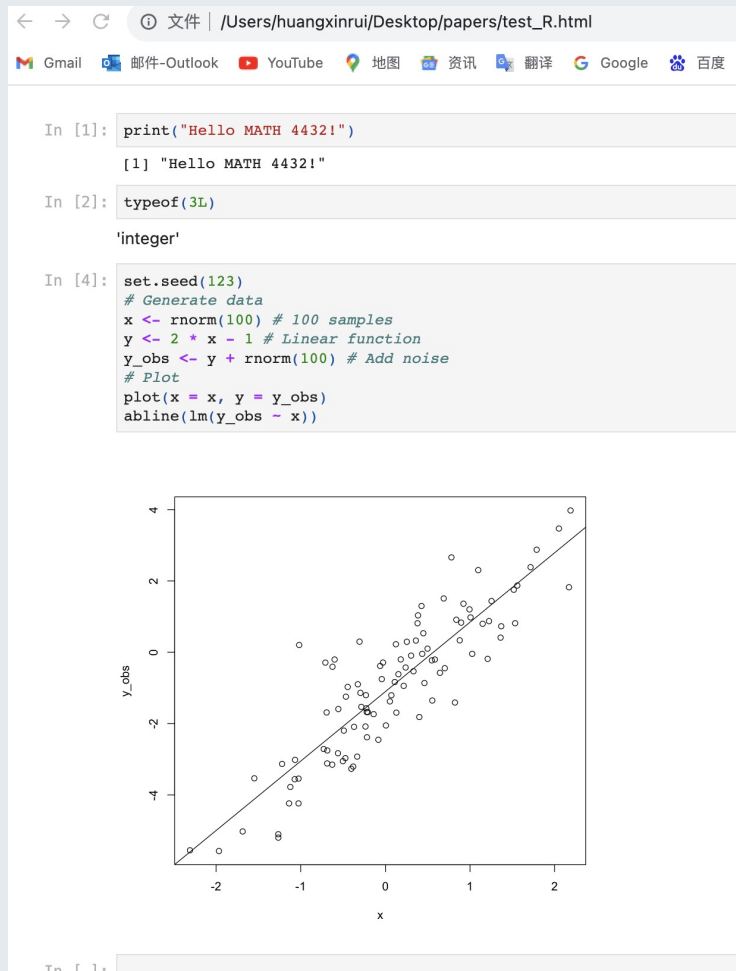 文件 | /Users/huangxinrui/Desktop/papers/test_R.html
Gmail 邮件-Outlook YouTube 地图 资讯 翻译 Google 百度
In [1]: print("Hello MATH 4432!")
[1] "Hello MATH 4432!"
In [2]: typeof(3L)
'integer'
In [4]: set.seed(123)
# Generate data
x <- rnorm(100) # 100 samples
y <- 2 * x - 1 # Linear function
y_obs <- y + rnorm(100) # Add noise
# Plot
plot(x = x, y = y_obs)
abline(lm(y_obs ~ x))
4
2
0
y_obs
-2
-4
-2 -1 0 1 2
x
In [ ]: